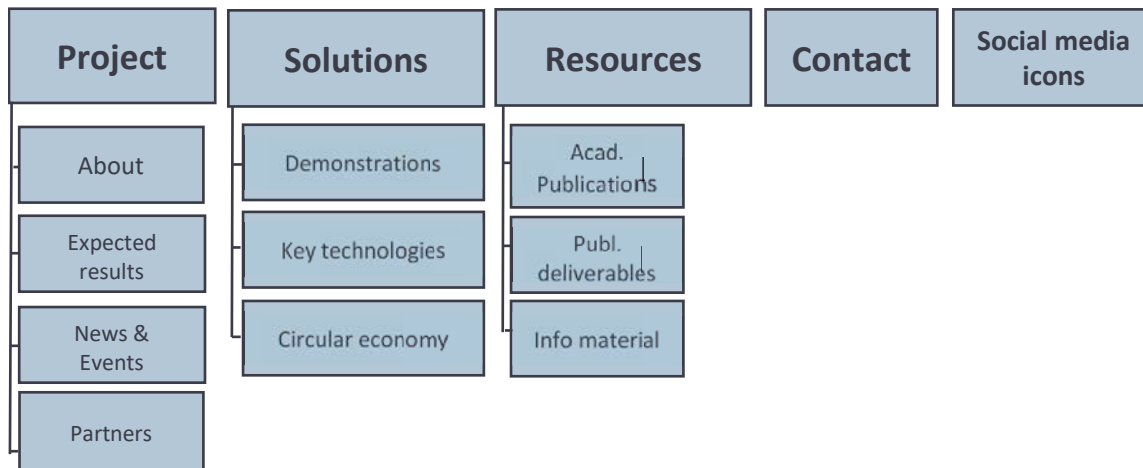 Project
Solutions
Resources
Contact
Social media
icons
About
Expected
results
News &
Events
Partners
Demonstrations
Key technologies
Circular economy
Acad.
Publications
Publ.
deliverables
Info material